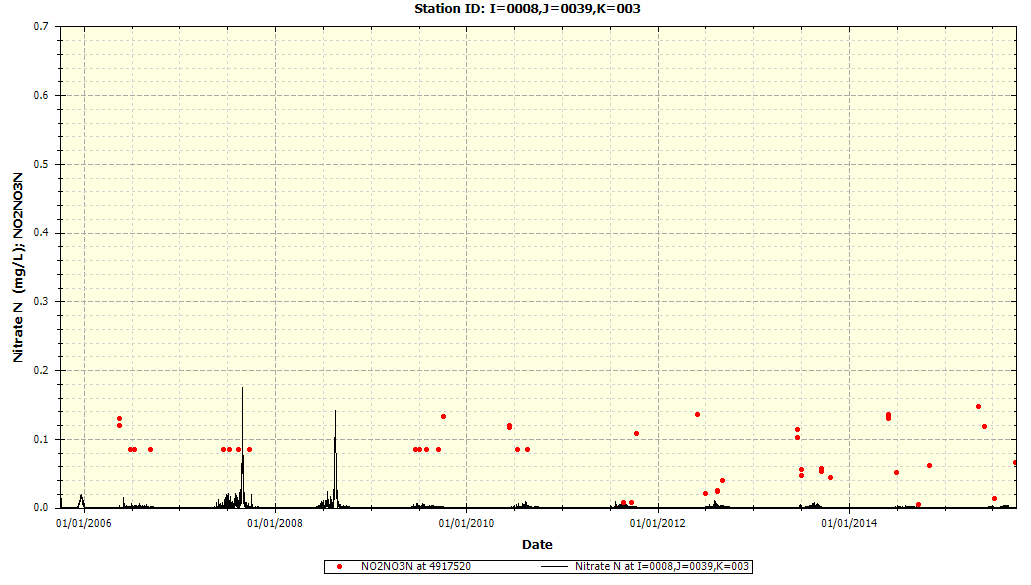 Station ID: I=0008,J=0039,K=003
0.7
0.6
0.5
0.4
0.3
0.2
0.1
0.0
Nitrate N (mg/L); NO2NO3N
01/01/2006 01/01/2008 01/01/2010 01/01/2012 01/01/2014
Date
NO2NO3N at 4917520 Nitrate N at I=0008,J=0039,K=003